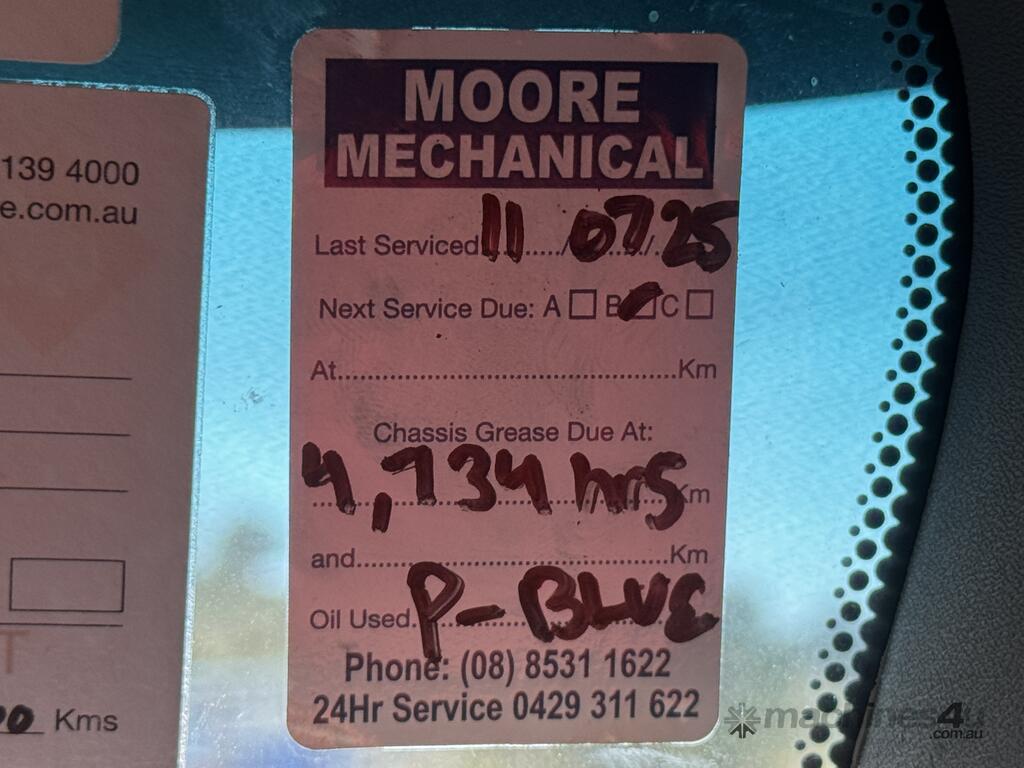 139 4000
e.com.au
00 Kms
MOORE
MECHANICAL
Last Serviced 11 / 07 / 25
Next Service Due: A B C
At Km
Chassis Grease Due At:
4,734 hrs Km
and Km
Oil Used P-BLUE
Phone: (08) 8531 1622
24Hr Service 0429 311 622
machines4u
.com.au